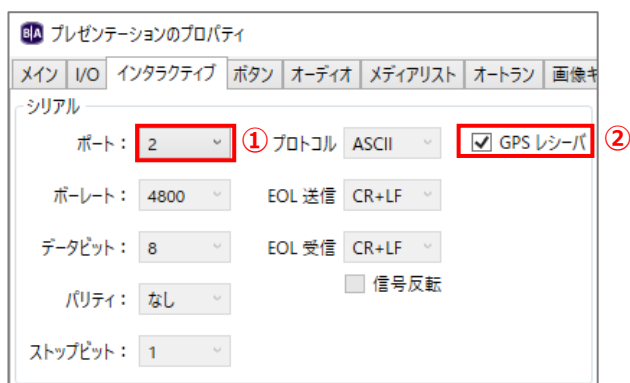 B|A プレゼンテーションのプロパティ
メイン I/O インタラクティブ ボタン オーディオ メディアリスト オートラン 画像キ
シリアル
ポート： 2 ① プロトコル ASCII GPS レシーバ ②
ボーレート： 4800 EOL 送信 CR+LF
データビット： 8 EOL 受信 CR+LF
信号反転
パリティ： なし
ストップビット： 1